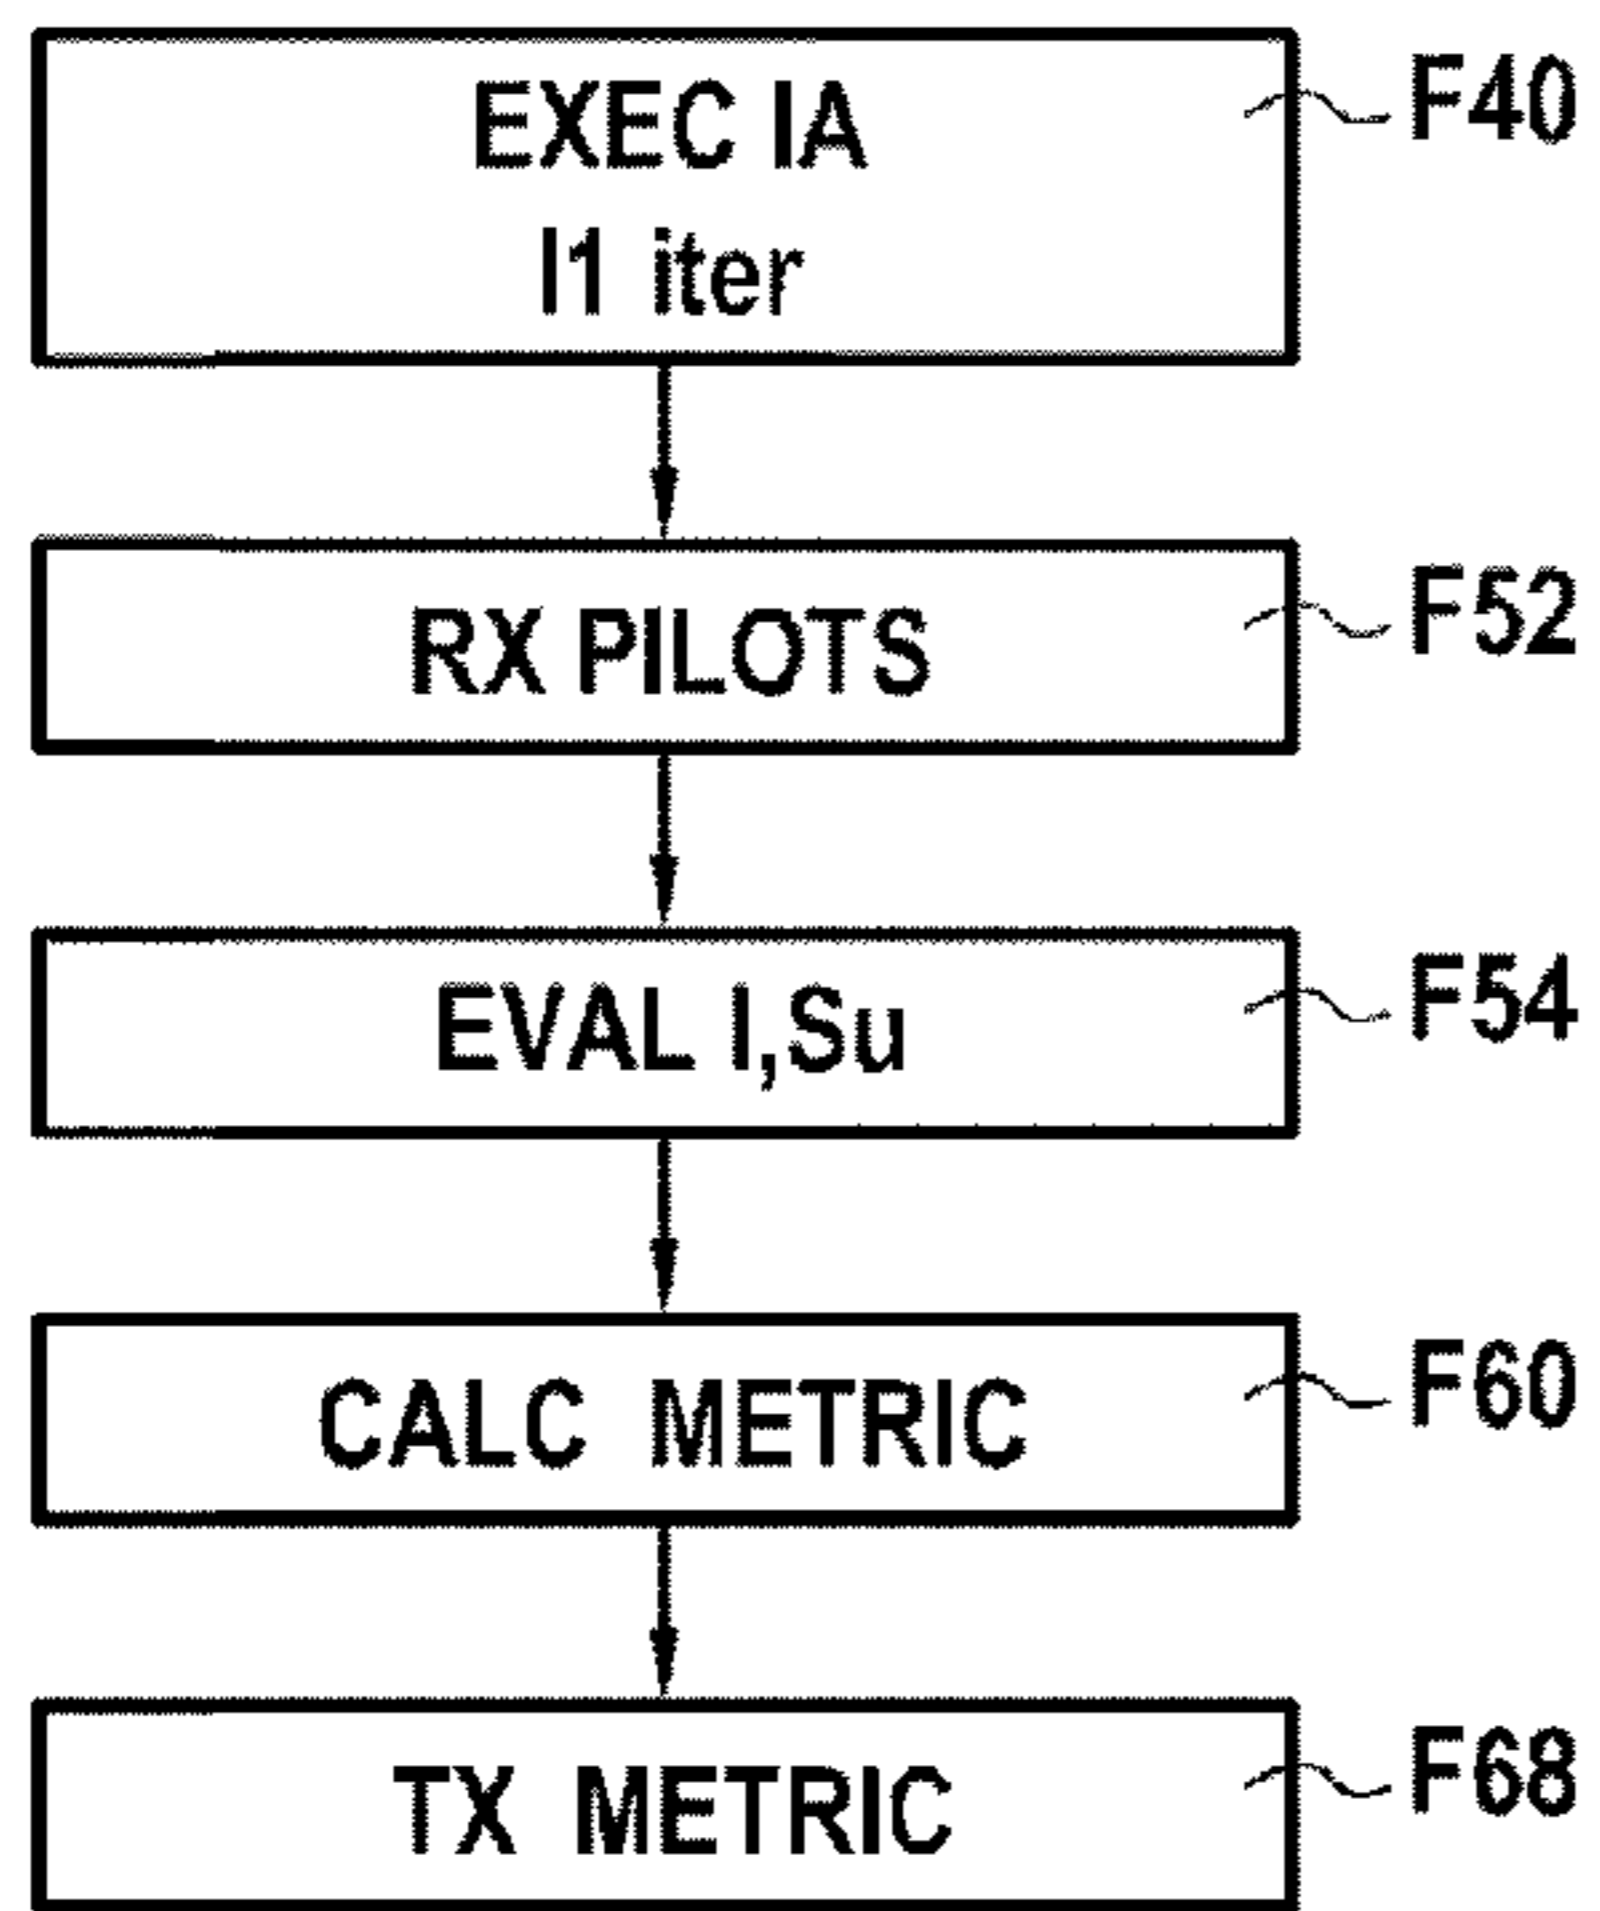 EXEC IA
F40
I1 iter
RX PILOTS
F52
EVAL I,Su
F54
CALC METRIC
F60
TX METRIC
F68